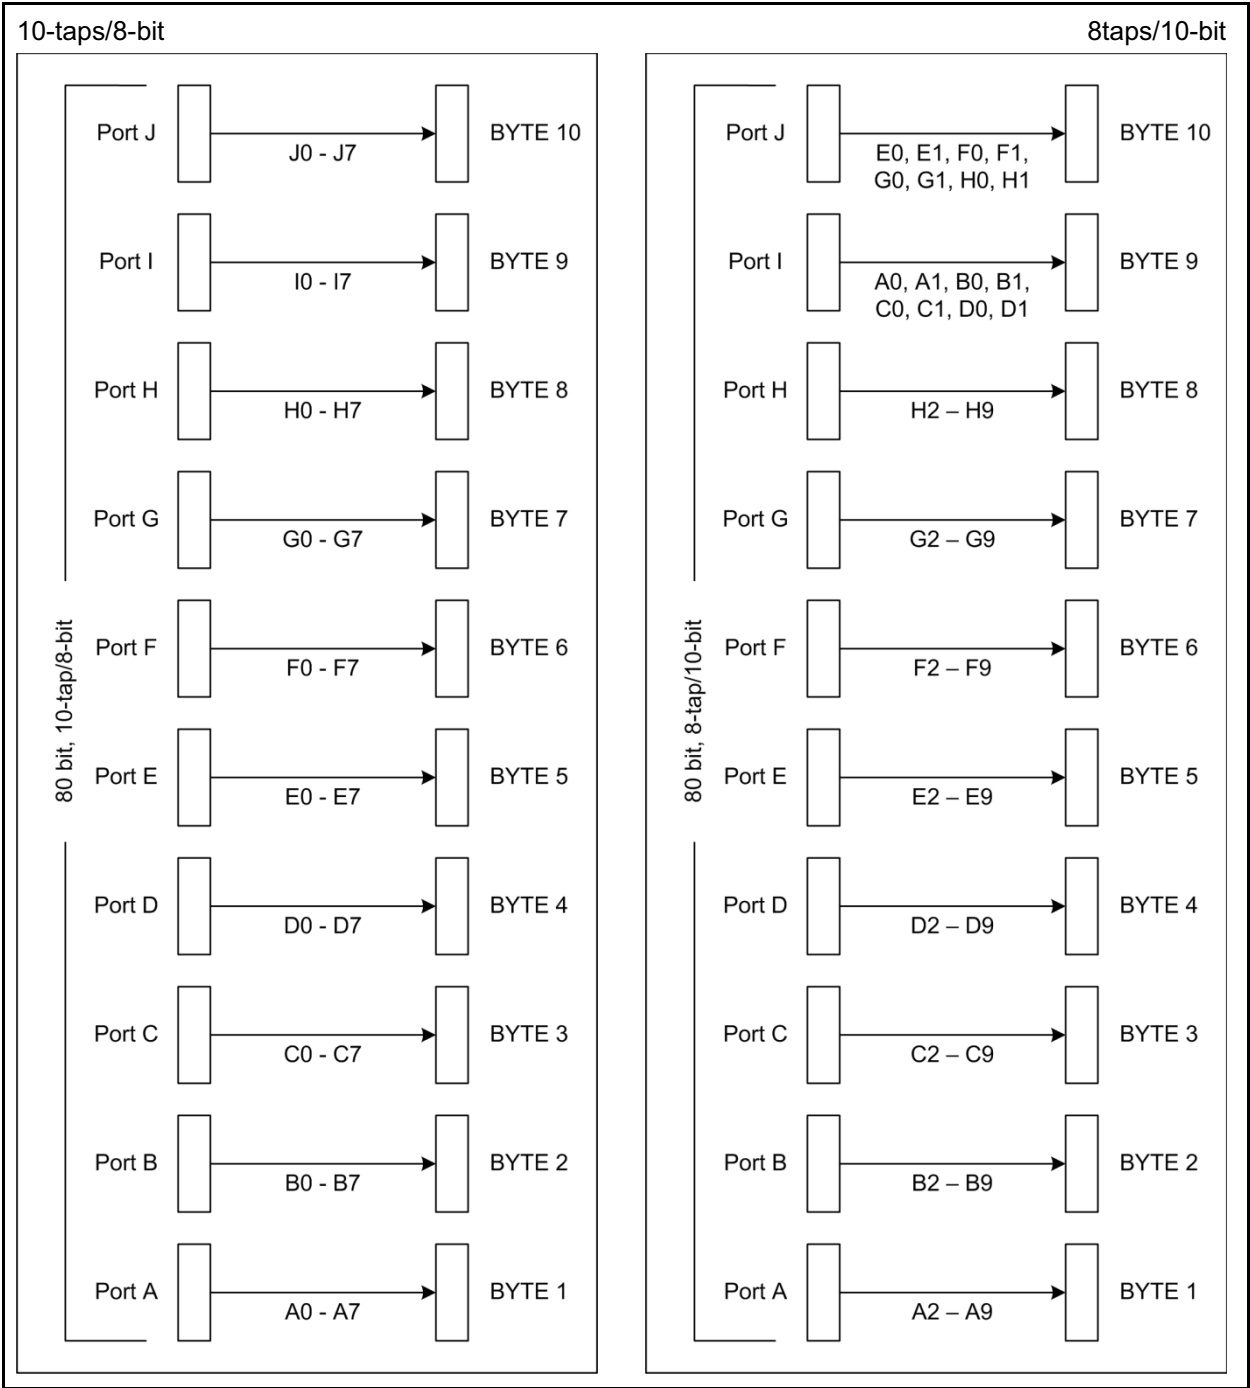 10-taps/8-bit
8taps/10-bit
Port J
J0 - J7
BYTE 10
Port I
I0 - I7
BYTE 9
Port H
H0 - H7
BYTE 8
Port G
G0 - G7
BYTE 7
80 bit, 10-tap/8-bit
Port F
F0 - F7
BYTE 6
Port E
E0 - E7
BYTE 5
Port D
D0 - D7
BYTE 4
Port C
C0 - C7
BYTE 3
Port B
B0 - B7
BYTE 2
Port A
A0 - A7
BYTE 1
Port J
E0, E1, F0, F1,
G0, G1, H0, H1
BYTE 10
Port I
A0, A1, B0, B1,
C0, C1, D0, D1
BYTE 9
Port H
H2 – H9
BYTE 8
Port G
G2 – G9
BYTE 7
80 bit, 8-tap/10-bit
Port F
F2 – F9
BYTE 6
Port E
E2 – E9
BYTE 5
Port D
D2 – D9
BYTE 4
Port C
C2 – C9
BYTE 3
Port B
B2 – B9
BYTE 2
Port A
A2 – A9
BYTE 1